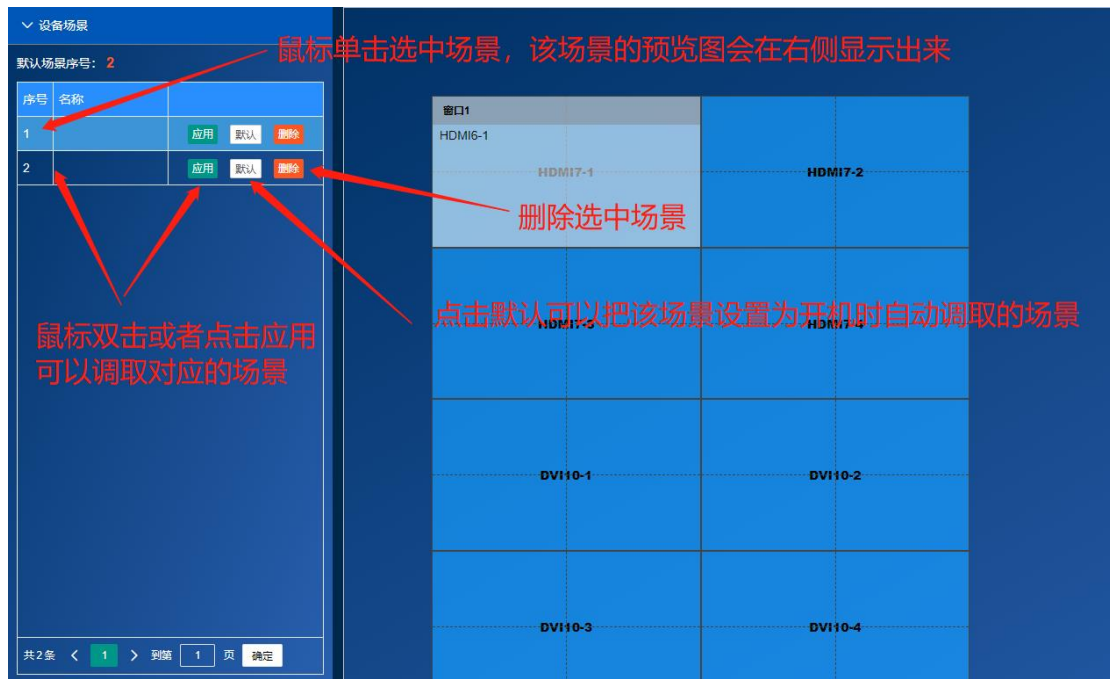 设备场景
默认场景序号: 2
序号 名称
1 应用 默认 删除
2 应用 默认 删除
鼠标双击或者点击应用
可以调取对应的场景
共2条 < 1 > 到第 1 页 确定
鼠标单击选中场景，该场景的预览图会在右侧显示出来
窗口1
HDMI6-1
HDMI7-1 HDMI7-2
删除选中场景
点击默认可以把该场景设置为开机时自动调取的场景
HDMI7-3 HDMI7-4
DVI10-1 DVI10-2
DVI10-3 DVI10-4